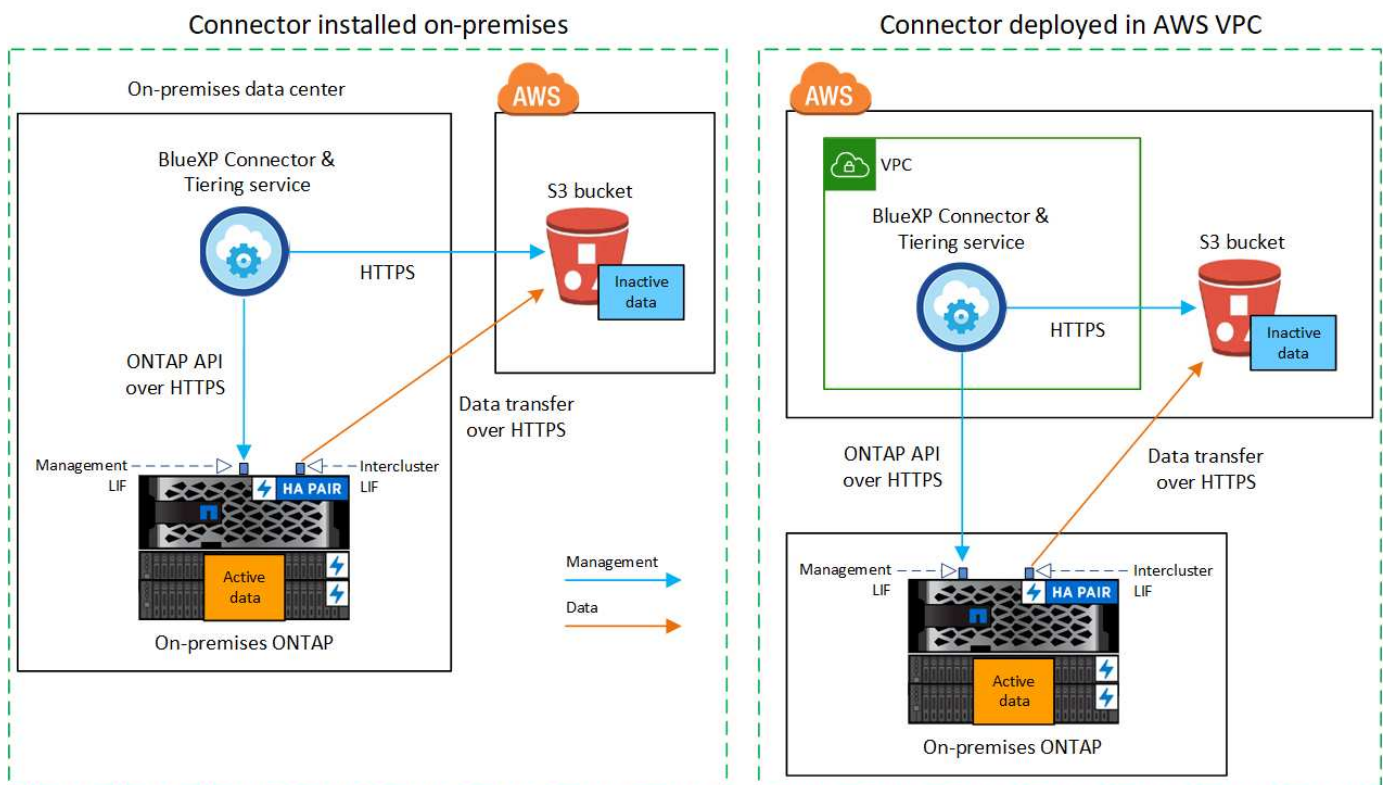 Connector installed on-premises
On-premises data center
AWS
BlueXP Connector &
Tiering service
S3 bucket
Inactive
data
HTTPS
ONTAP API
over HTTPS
Data transfer
over HTTPS
Management
LIF
Intercluster
LIF
HA PAIR
Active
data
On-premises ONTAP
Management
Data
Connector deployed in AWS VPC
AWS
VPC
BlueXP Connector &
Tiering service
S3 bucket
Inactive
data
HTTPS
ONTAP API
over HTTPS
Data transfer
over HTTPS
Management
LIF
Intercluster
LIF
HA PAIR
Active
data
On-premises ONTAP